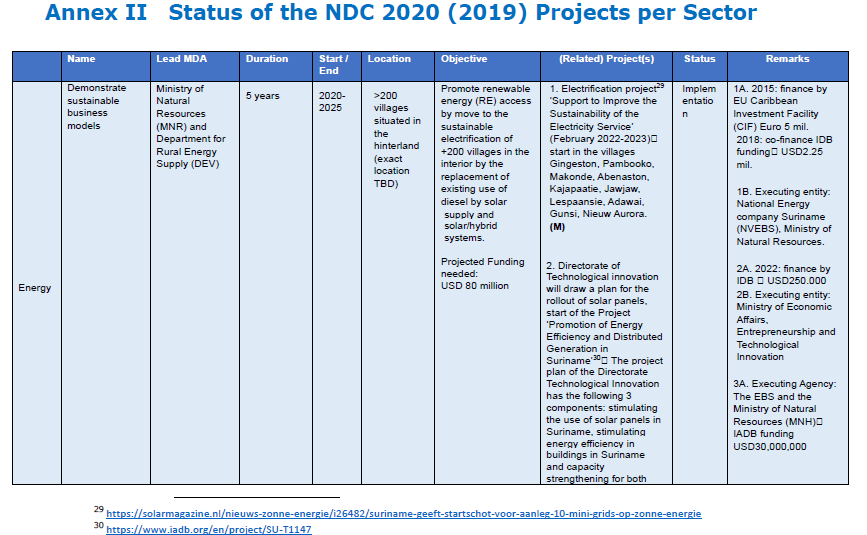 Annex II   Status of the NDC 2020 (2019) Projects per Sector
Name
Lead MDA
Duration
Start /
End
Location
Objective
(Related) Project(s)
Status
Remarks
Energy
Demonstrate
sustainable
business
models
Ministry of
Natural
Resources
(MNR) and
Department for
Rural Energy
Supply (DEV)
5 years
2020-
2025
>200
villages
situated in
the
hinterland
(exact
location
TBD)
Promote renewable
energy (RE) access
by move to the
sustainable
electrification of
+200 villages in the
interior by the
replacement of
existing use of
diesel by solar
supply and
solar/hybrid
systems.
Projected Funding
needed:
USD 80 million
1. Electrification project29
'Support to Improve the
Sustainability of the
Electricity Service'
(February 2022-2023)
start in the villages
Gingeston, Pambooko,
Makonde, Abenaston,
Kajapaatie, Jawjaw,
Lespaansie, Adawai,
Gunsi, Nieuw Aurora.
(M)
2. Directorate of
Technological innovation
will draw a plan for the
rollout of solar panels,
start of the Project
'Promotion of Energy
Efficiency and Distributed
Generation in
Suriname'30 The project
plan of the Directorate
Technological Innovation
has the following 3
components: stimulating
the use of solar panels in
Suriname, stimulating
energy efficiency in
buildings in Suriname
and capacity
strengthening for both
Implem
entatio
n
1A. 2015: finance by
EU Caribbean
Investment Facility
(CIF) Euro 5 mil.
2018: co-finance IDB
funding USD2.25
mil.
1B. Executing entity:
National Energy
company Suriname
(NVEBS), Ministry of
Natural Resources.
2A. 2022: finance by
IDB USD250.000
2B. Executing entity:
Ministry of Economic
Affairs,
Entrepreneurship and
Technological
Innovation
3A. Executing Agency:
The EBS and the
Ministry of Natural
Resources (MNH)
IADB funding
USD30,000,000
29 https://solarmagazine.nl/nieuws-zonne-energie/i26482/suriname-geeft-startschot-voor-aanleg-10-mini-grids-op-zonne-energie
30 https://www.iadb.org/en/project/SU-T1147